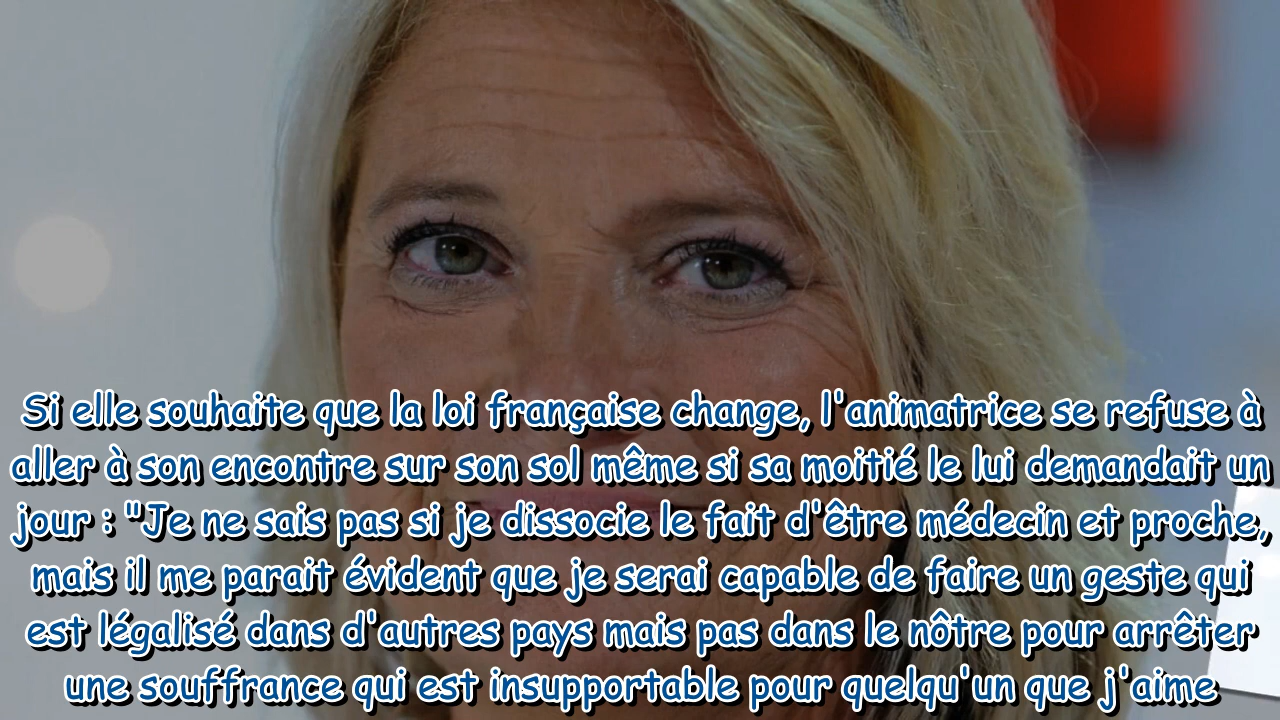 Si elle souhaite que la loi française change, l'animatrice se refuse à
aller à son encontre sur son sol même si sa moitié le lui demandait un
jour : "Je ne sais pas si je dissocie le fait d'être médecin et proche,
mais il me parait évident que je serai capable de faire un geste qui
est légalisé dans d'autres pays mais pas dans le nôtre pour arrêter
une souffrance qui est insupportable pour quelqu'un que j'aime